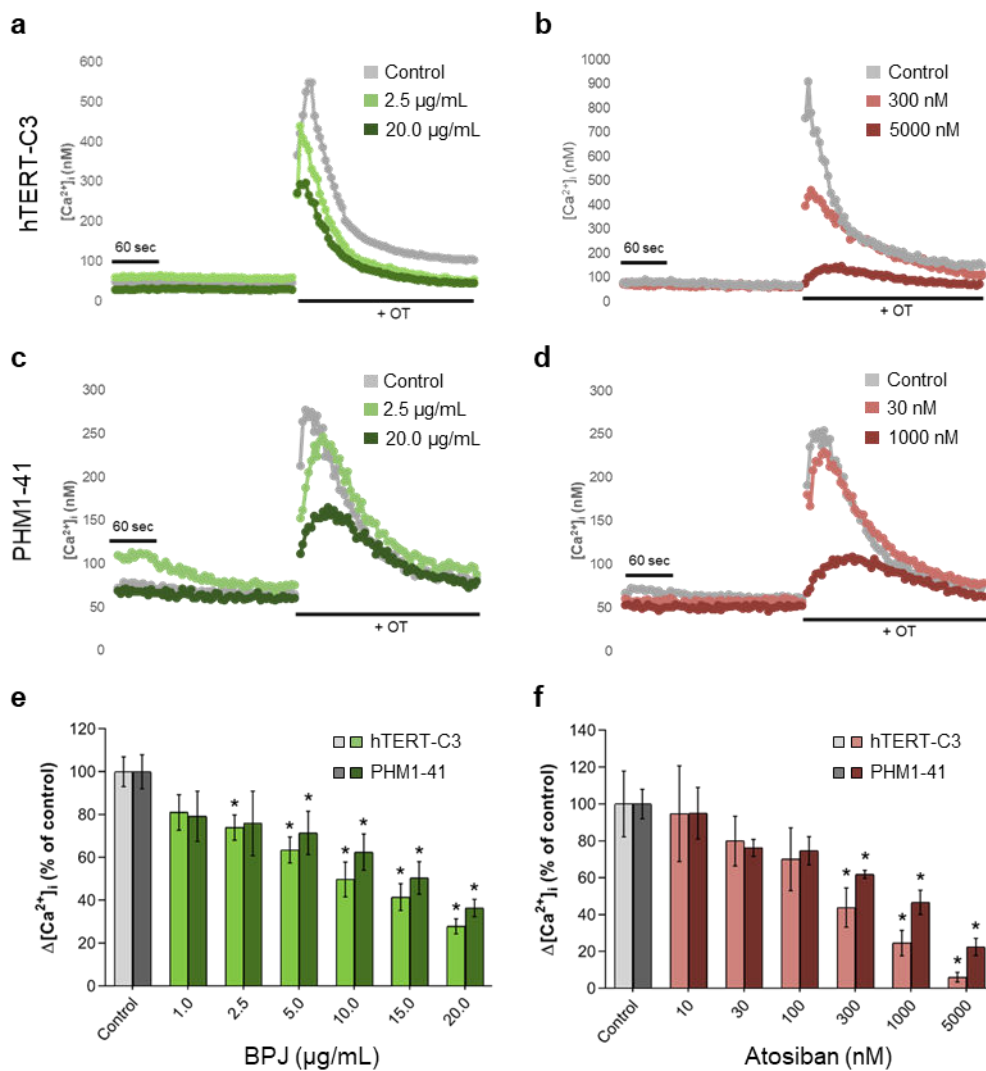 a
hTERT-C3
[Ca²⁺]ᵢ (nM)
600
500
400
300
200
100
0
Control
2.5 µg/mL
20.0 µg/mL
60 sec
+ OT
b
[Ca²⁺]ᵢ (nM)
1000
900
800
700
600
500
400
300
200
100
0
Control
300 nM
5000 nM
60 sec
+ OT
c
PHM1-41
[Ca²⁺]ᵢ (nM)
300
250
200
150
100
50
0
Control
2.5 µg/mL
20.0 µg/mL
60 sec
+ OT
d
[Ca²⁺]ᵢ (nM)
300
250
200
150
100
50
0
Control
30 nM
1000 nM
60 sec
+ OT
e
Δ[Ca²⁺]ᵢ (% of control)
120
100
80
60
40
20
0
hTERT-C3
PHM1-41
* * * * * * * * *
Control 1.0 2.5 5.0 10.0 15.0 20.0
BPJ (µg/mL)
f
Δ[Ca²⁺]ᵢ (% of control)
140
120
100
80
60
40
20
0
hTERT-C3
PHM1-41
* * * * * *
Control 10 30 100 300 1000 5000
Atosiban (nM)